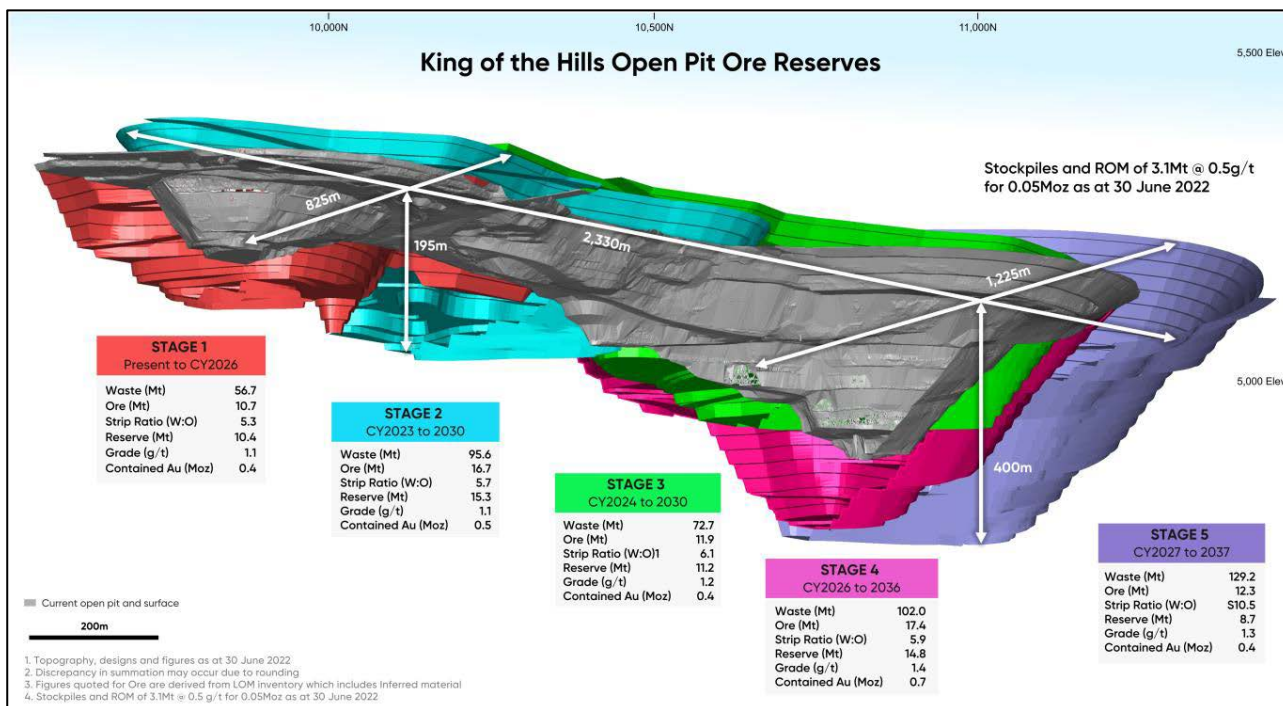 10,000N
10,500N
11,000N
King of the Hills Open Pit Ore Reserves
5,500 Elev
Stockpiles and ROM of 3.1Mt @ 0.5g/t
for 0.05Moz as at 30 June 2022
825m
195m
2,330m
1,225m
5,000 Elev
400m
STAGE 1
Present to CY2026
Waste (Mt) 56.7
Ore (Mt) 10.7
Strip Ratio (W:O) 5.3
Reserve (Mt) 10.4
Grade (g/t) 1.1
Contained Au (Moz) 0.4
STAGE 2
CY2023 to 2030
Waste (Mt) 95.6
Ore (Mt) 16.7
Strip Ratio (W:O) 5.7
Reserve (Mt) 15.3
Grade (g/t) 1.1
Contained Au (Moz) 0.5
STAGE 3
CY2024 to 2030
Waste (Mt) 72.7
Ore (Mt) 11.9
Strip Ratio (W:O)1 6.1
Reserve (Mt) 11.2
Grade (g/t) 1.2
Contained Au (Moz) 0.4
STAGE 4
CY2026 to 2036
Waste (Mt) 102.0
Ore (Mt) 17.4
Strip Ratio (W:O) 5.9
Reserve (Mt) 14.8
Grade (g/t) 1.4
Contained Au (Moz) 0.7
STAGE 5
CY2027 to 2037
Waste (Mt) 129.2
Ore (Mt) 12.3
Strip Ratio (W:O) S10.5
Reserve (Mt) 8.7
Grade (g/t) 1.3
Contained Au (Moz) 0.4
Current open pit and surface
200m
1. Topography, designs and figures as at 30 June 2022
2. Discrepancy in summation may occur due to rounding
3. Figures quoted for Ore are derived from LOM inventory which includes Inferred material
4. Stockpiles and ROM of 3.1Mt @ 0.5 g/t for 0.05Moz as at 30 June 2022